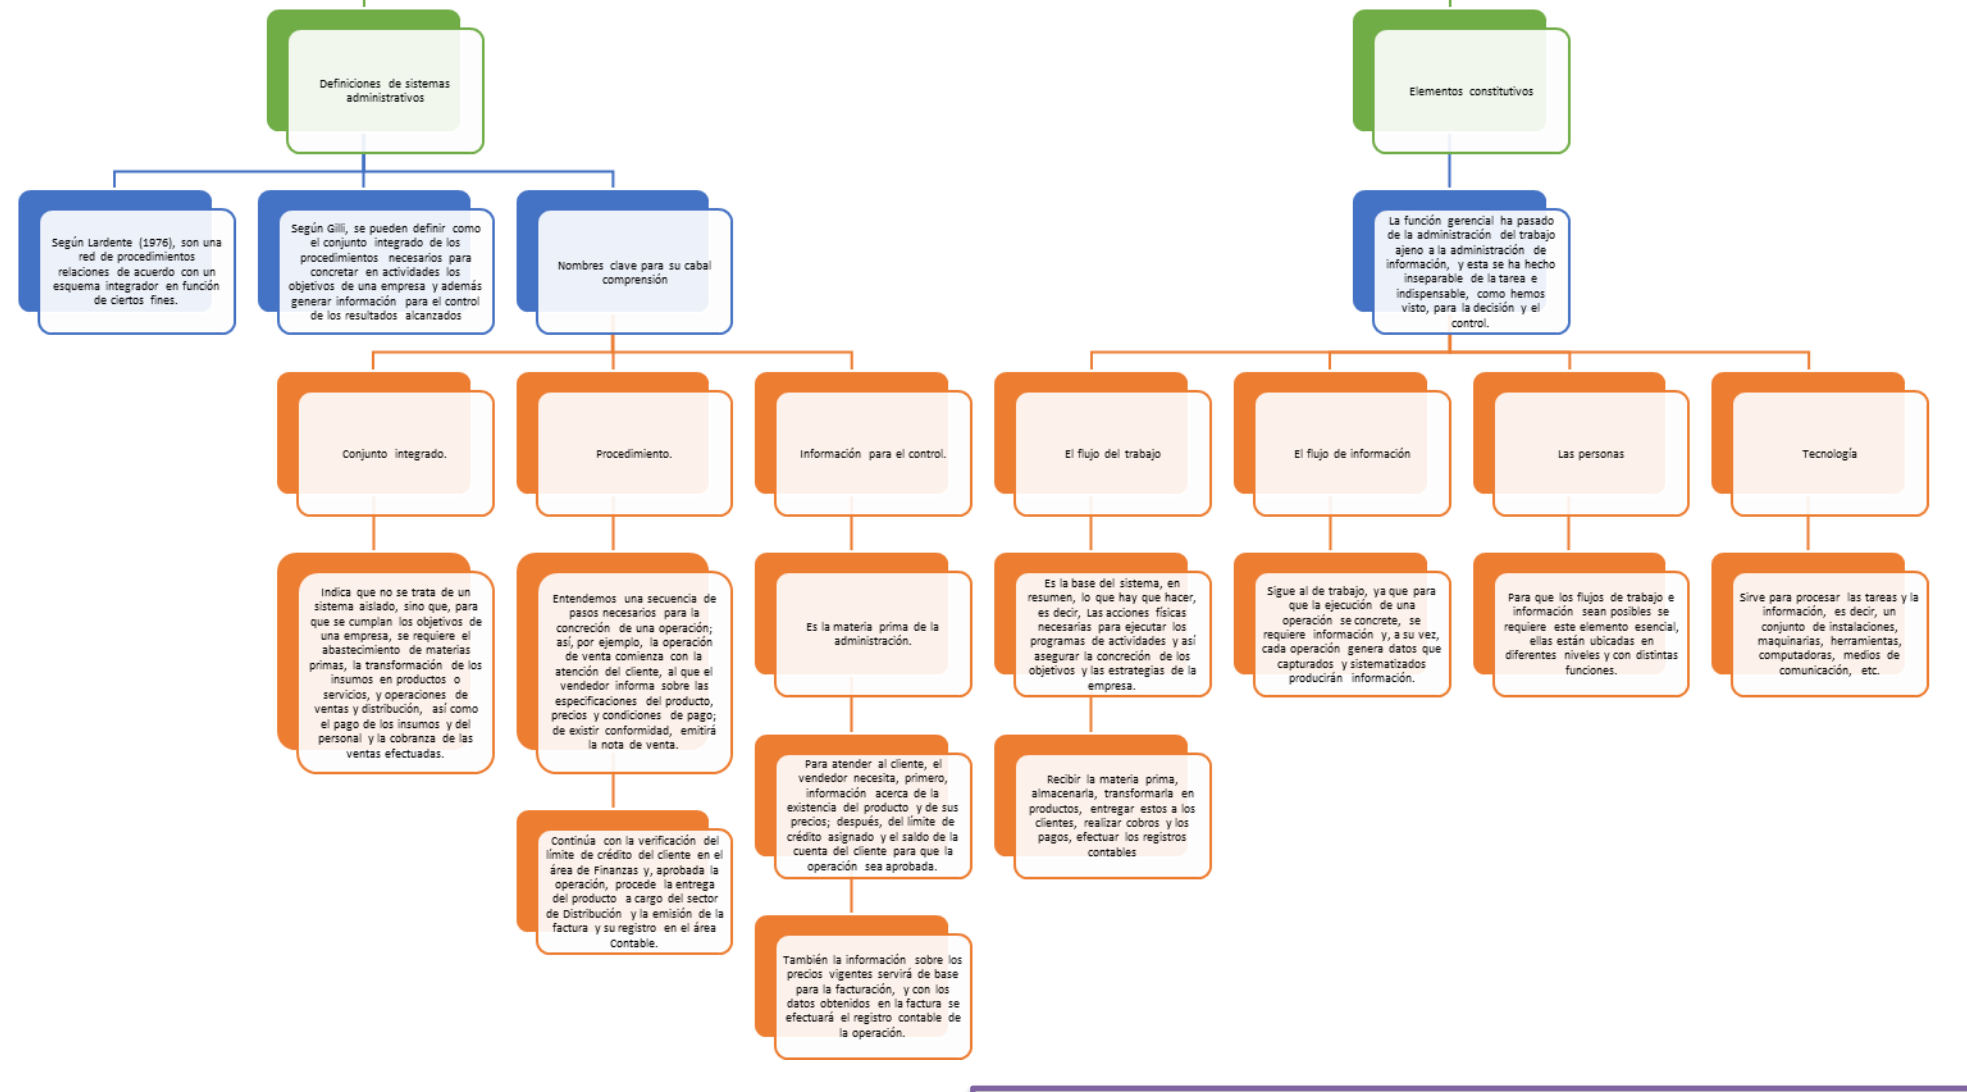 Definiciones de sistemas
administrativos
Según Lardente (1976), son una
red de procedimientos
relaciones de acuerdo con un
esquema integrador en función
de ciertos fines.
Según Gilli, se pueden definir como
el conjunto integrado de los
procedimientos necesarios para
concretar en actividades los
objetivos de una empresa y además
generar información para el control
de los resultados alcanzados
Nombres clave para su cabal
comprensión
Conjunto integrado.
Indica que no se trata de un
sistema aislado, sino que, para
que se cumplan los objetivos de
una empresa, se requiere el
abastecimiento de materias
primas, la transformación de los
insumos en productos o
servicios, y operaciones de
ventas y distribución, así como
el pago de los insumos y del
personal y la cobranza de las
ventas efectuadas.
Procedimiento.
Entendemos una secuencia de
pasos necesarios para la
concreción de una operación;
así, por ejemplo, la operación
de venta comienza con la
atención del cliente, al que el
vendedor informa sobre las
especificaciones del producto,
precios y condiciones de pago;
de existir conformidad, emitirá
la nota de venta.
Continúa con la verificación del
límite de crédito del cliente en el
área de Finanzas y, aprobada la
operación, procede la entrega
del producto a cargo del sector
de Distribución y la emisión de la
factura y su registro en el área
Contable.
Información para el control.
Es la materia prima de la
administración.
Para atender al cliente, el
vendedor necesita, primero,
información acerca de la
existencia del producto y de sus
precios; después, del límite de
crédito asignado y el saldo de la
cuenta del cliente para que la
operación sea aprobada.
También la información sobre los
precios vigentes servirá de base
para la facturación, y con los
datos obtenidos en la factura se
efectuará el registro contable de
la operación.
Elementos constitutivos
La función gerencial ha pasado
de la administración del trabajo
ajeno a la administración de
información, y esta se ha hecho
inseparable de la tarea e
indispensable, como hemos
visto, para la decisión y el
control.
El flujo del trabajo
Es la base del sistema, en
resumen, lo que hay que hacer,
es decir, Las acciones físicas
necesarias para ejecutar los
programas de actividades y así
asegurar la concreción de los
objetivos y las estrategias de la
empresa.
Recibir la materia prima,
almacenarla, transformarla en
productos, entregar estos a los
clientes, realizar cobros y los
pagos, efectuar los registros
contables
El flujo de información
Sigue al de trabajo, ya que para
que la ejecución de una
operación se concrete, se
requiere información y, a su vez,
cada operación genera datos que
capturados y sistematizados
producirán información.
Las personas
Para que los flujos de trabajo e
información sean posibles se
requiere este elemento esencial,
ellas están ubicadas en
diferentes niveles y con distintas
funciones.
Tecnología
Sirve para procesar las tareas y la
información, es decir, un
conjunto de instalaciones,
maquinarias, herramientas,
computadoras, medios de
comunicación, etc.